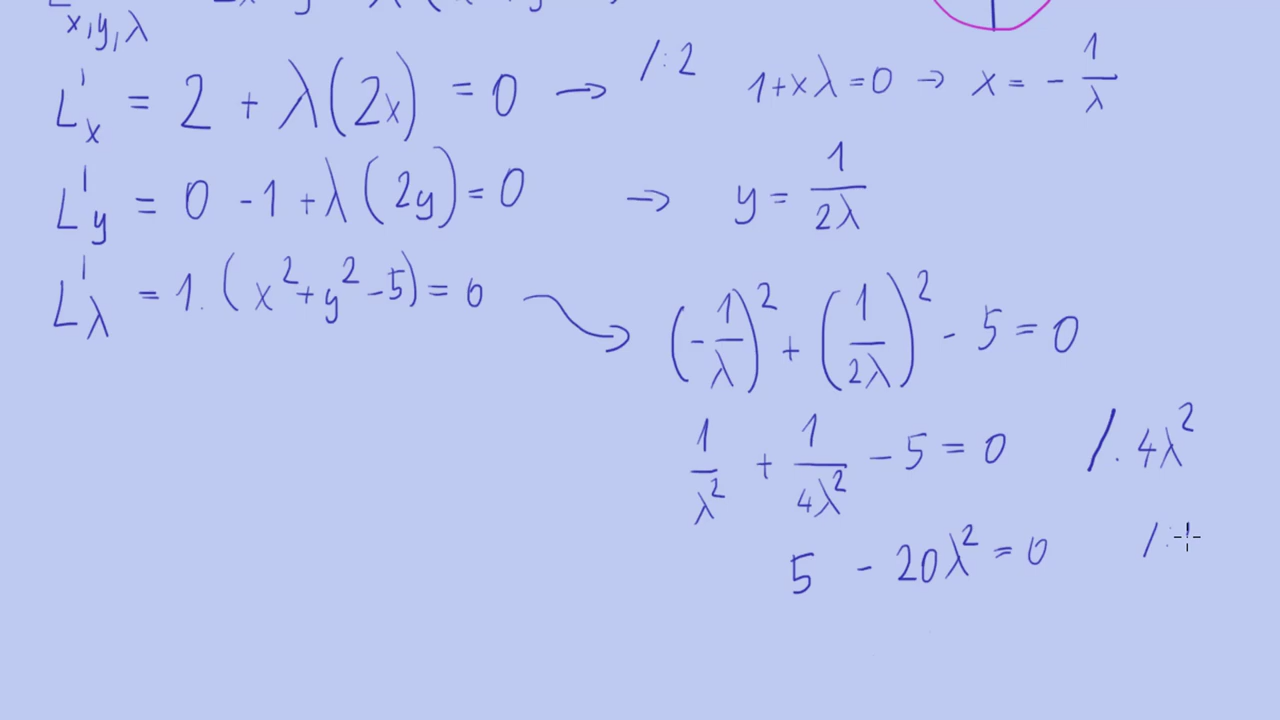 x,y,λ
L'x = 2 + λ(2x) = 0 → /:2 1+xλ=0 → x = -1/λ
L'y = 0 -1 +λ(2y)=0 → y = 1/2λ
L'λ = 1.(x²+y²-5)=0
(-1/λ)² + (1/2λ)² - 5 = 0
1/λ² + 1/4λ² - 5 = 0 /. 4λ²
5 - 20λ² = 0 /: